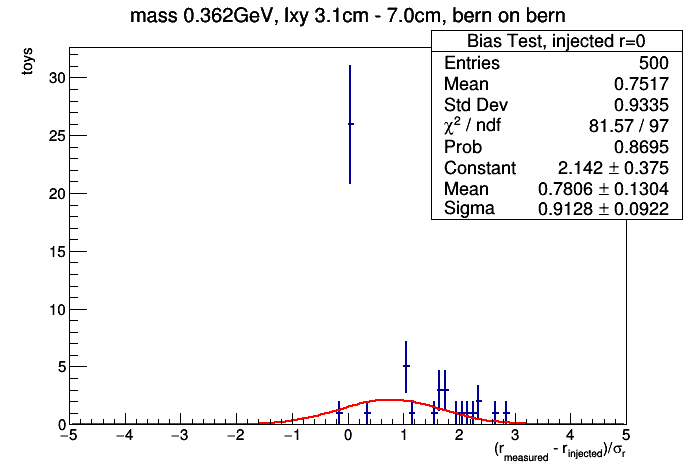 mass 0.362GeV, lxy 3.1cm - 7.0cm, bern on bern
Bias Test, injected r=0
Entries 500
Mean 0.7517
Std Dev 0.9335
χ² / ndf 81.57 / 97
Prob 0.8695
Constant 2.142 ± 0.375
Mean 0.7806 ± 0.1304
Sigma 0.9128 ± 0.0922
toys
30
25
20
15
10
5
0
−5 −4 −3 −2 −1 0 1 2 3 4 5
(r_measured - r_injected)/σ_r